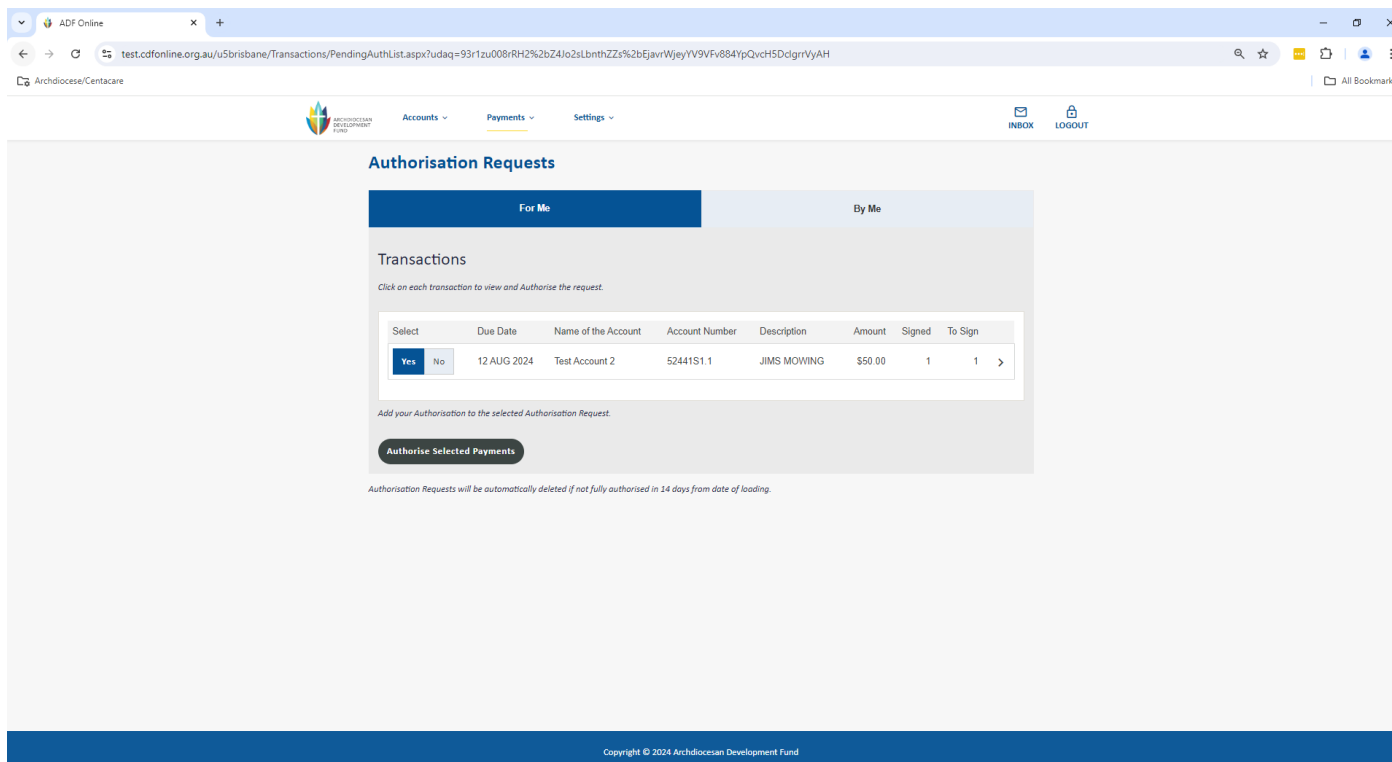 ADF Online
test.cdfonline.org.au/u5brisbane/Transactions/PendingAuthList.aspx?udaq=93r1zu008rRH2%2bZ4Jo2sLbnthZZs%2bEjavrWjeyYV9VFv884YpQvcH5DclgrrVyAH
Archdiocese/Centacare
All Bookmark
ARCHDIOCESAN
DEVELOPMENT
FUND
Accounts
Payments
Settings
INBOX
LOGOUT
Authorisation Requests
For Me
By Me
Transactions
Click on each transaction to view and Authorise the request.
Select Due Date Name of the Account Account Number Description Amount Signed To Sign
Yes No 12 AUG 2024 Test Account 2 52441S1.1 JIMS MOWING $50.00 1 1
Add your Authorisation to the selected Authorisation Request.
Authorise Selected Payments
Authorisation Requests will be automatically deleted if not fully authorised in 14 days from date of loading.
Copyright © 2024 Archdiocesan Development Fund